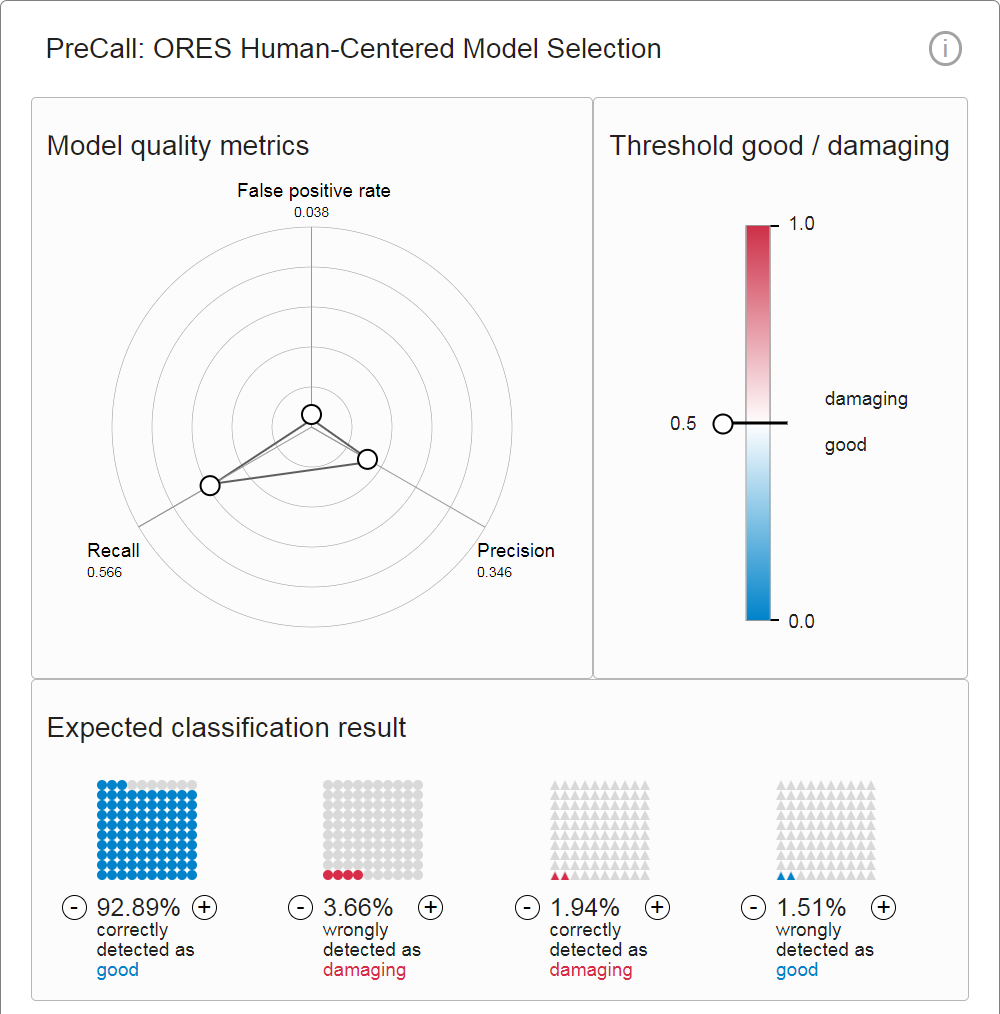 PreCall: ORES Human-Centered Model Selection
i
Model quality metrics
False positive rate
0.038
Recall
0.566
Precision
0.346
Threshold good / damaging
1.0
damaging
0.5
good
0.0
Expected classification result
- 92.89% +
correctly
detected as
good
- 3.66% +
wrongly
detected as
damaging
- 1.94% +
correctly
detected as
damaging
- 1.51% +
wrongly
detected as
good